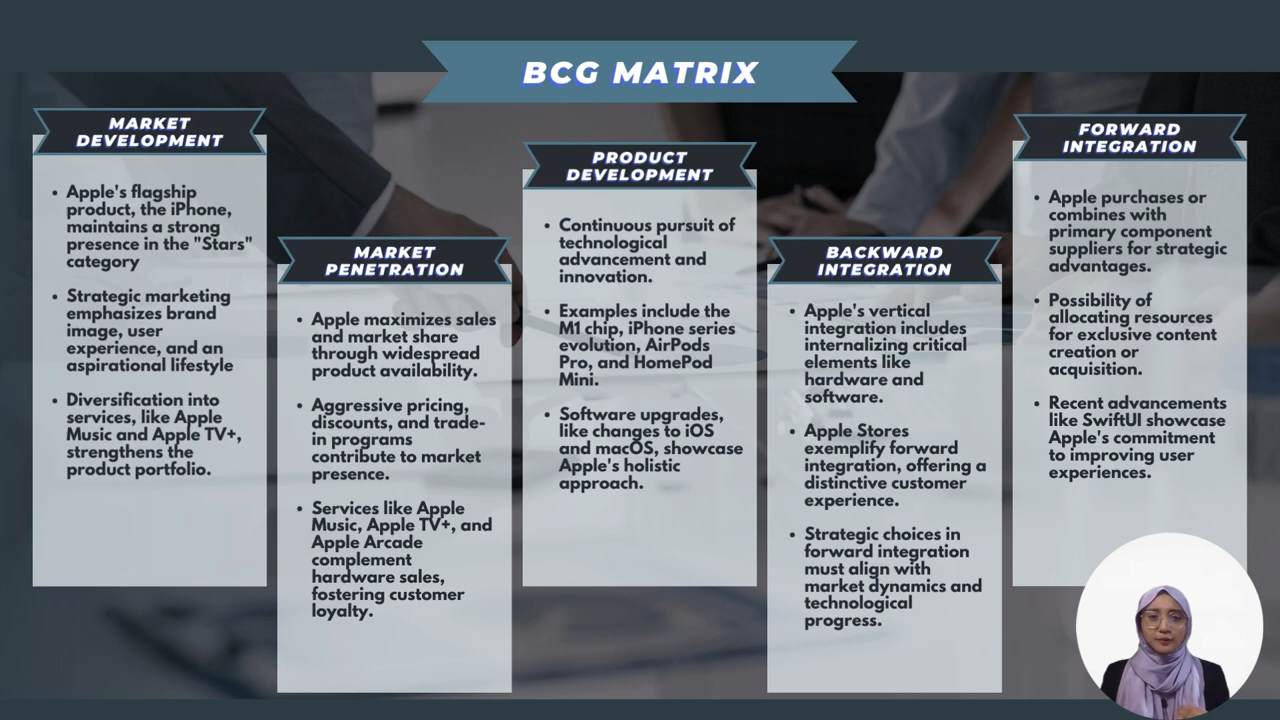 BCG MATRIX
MARKET
DEVELOPMENT
• Apple's flagship
product, the iPhone,
maintains a strong
presence in the "Stars"
category
• Strategic marketing
emphasizes brand
image, user
experience, and an
aspirational lifestyle
• Diversification into
services, like Apple
Music and Apple TV+,
strengthens the
product portfolio.
MARKET
PENETRATION
• Apple maximizes sales
and market share
through widespread
product availability.
• Aggressive pricing,
discounts, and trade-
in programs
contribute to market
presence.
• Services like Apple
Music, Apple TV+, and
Apple Arcade
complement
hardware sales,
fostering customer
loyalty.
PRODUCT
DEVELOPMENT
• Continuous pursuit of
technological
advancement and
innovation.
• Examples include the
M1 chip, iPhone series
evolution, AirPods
Pro, and HomePod
Mini.
• Software upgrades,
like changes to iOS
and macOS, showcase
Apple's holistic
approach.
BACKWARD
INTEGRATION
• Apple's vertical
integration includes
internalizing critical
elements like
hardware and
software.
• Apple Stores
exemplify forward
integration, offering a
distinctive customer
experience.
• Strategic choices in
forward integration
must align with
market dynamics and
technological
progress.
FORWARD
INTEGRATION
• Apple purchases or
combines with
primary component
suppliers for strategic
advantages.
• Possibility of
allocating resources
for exclusive content
creation or
acquisition.
• Recent advancements
like SwiftUI showcase
Apple's commitment
to improving user
experiences.